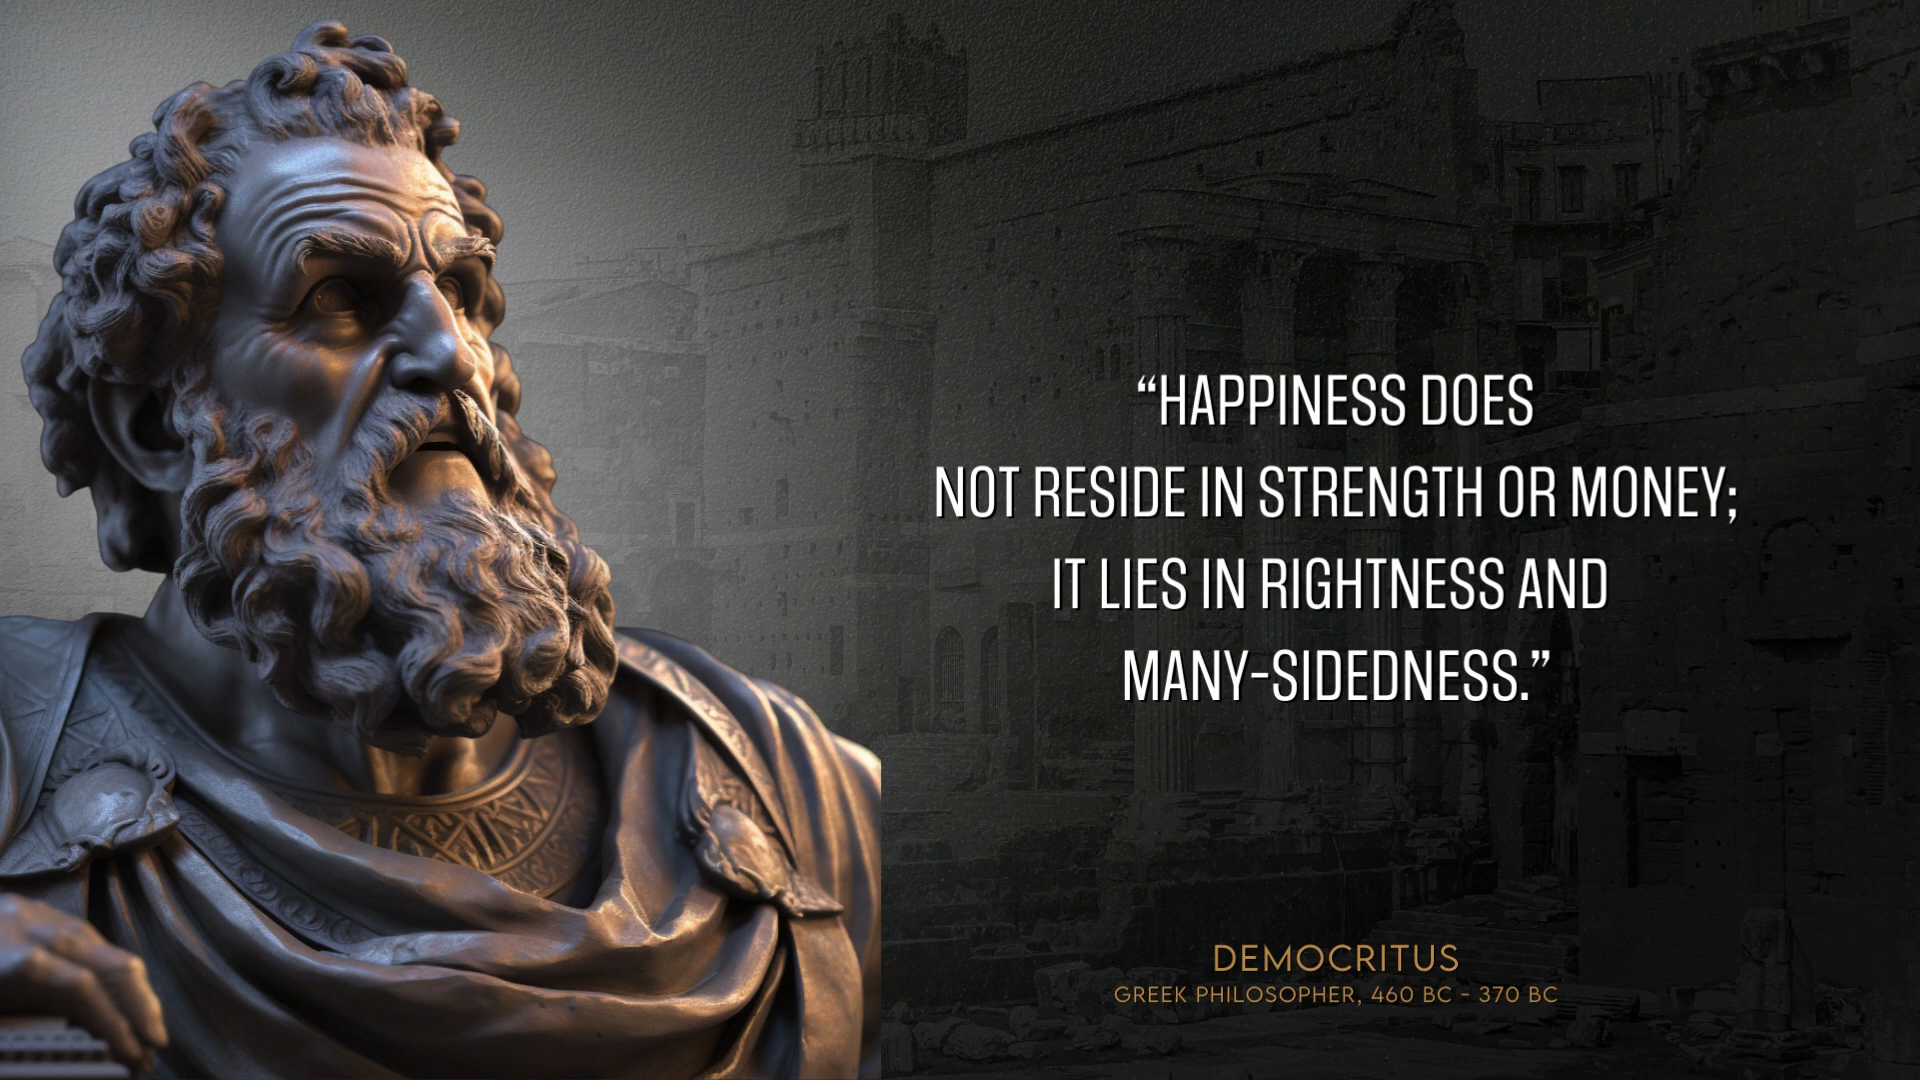 “HAPPINESS DOES
NOT RESIDE IN STRENGTH OR MONEY;
IT LIES IN RIGHTNESS AND
MANY-SIDEDNESS.”
DEMOCRITUS
GREEK PHILOSOPHER, 460 BC - 370 BC